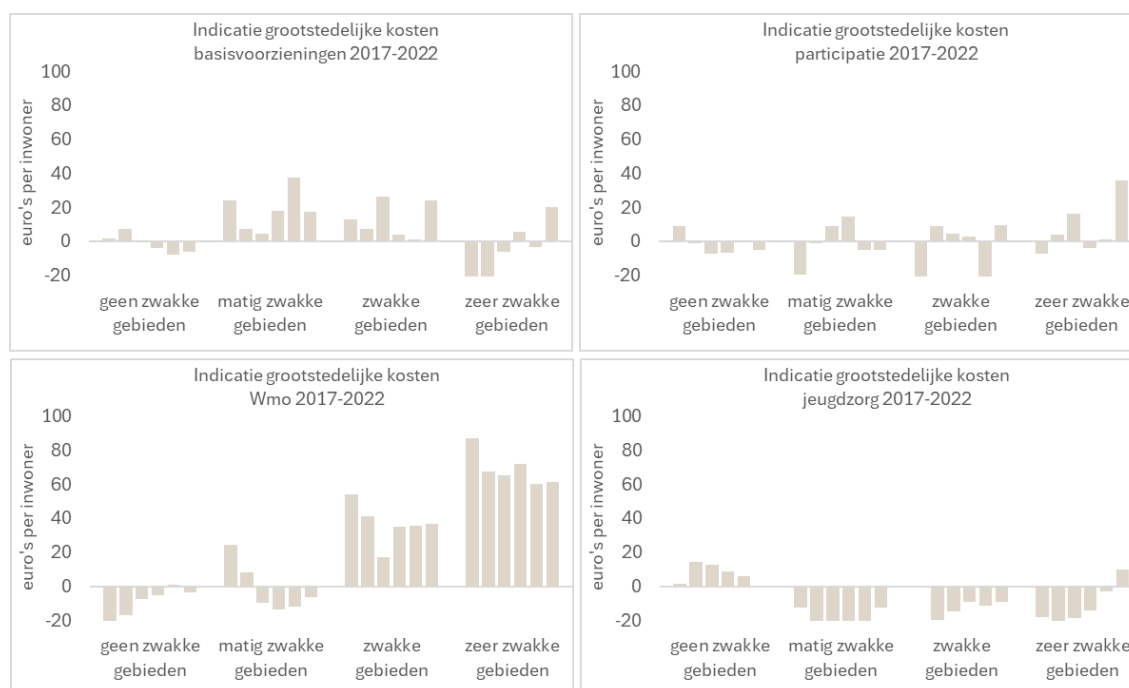 Indicatie grootstedelijke kosten
basisvoorzieningen 2017-2022
euro's per inwoner
100
80
60
40
20
0
-20
geen zwakke
gebieden
matig zwakke
gebieden
zwakke
gebieden
zeer zwakke
gebieden
Indicatie grootstedelijke kosten
participatie 2017-2022
euro's per inwoner
100
80
60
40
20
0
-20
geen zwakke
gebieden
matig zwakke
gebieden
zwakke
gebieden
zeer zwakke
gebieden
Indicatie grootstedelijke kosten
Wmo 2017-2022
euro's per inwoner
100
80
60
40
20
0
-20
geen zwakke
gebieden
matig zwakke
gebieden
zwakke
gebieden
zeer zwakke
gebieden
Indicatie grootstedelijke kosten
jeugdzorg 2017-2022
euro's per inwoner
100
80
60
40
20
0
-20
geen zwakke
gebieden
matig zwakke
gebieden
zwakke
gebieden
zeer zwakke
gebieden